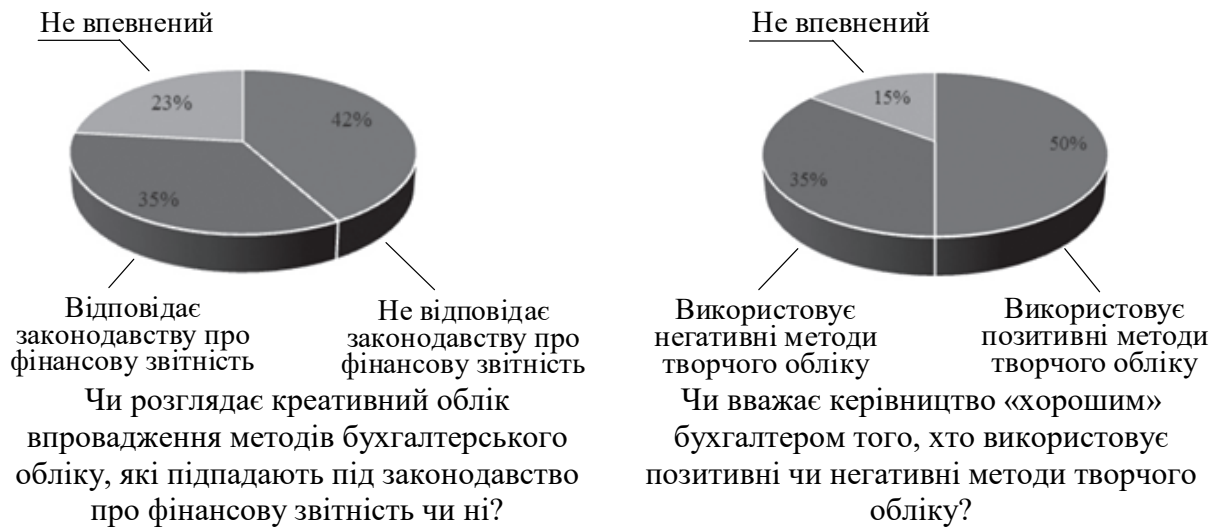 Не впевнений
23%
42%
35%
Відповідає
законодавству про
фінансову звітність
Не відповідає
законодавству про
фінансову звітність
Чи розглядає креативний облік
впровадження методів бухгалтерського
обліку, які підпадають під законодавство
про фінансову звітність чи ні?
Не впевнений
15%
50%
35%
Використовує
негативні методи
творчого обліку
Використовує
позитивні методи
творчого обліку
Чи вважає керівництво «хорошим»
бухгалтером того, хто використовує
позитивні чи негативні методи творчого
обліку?